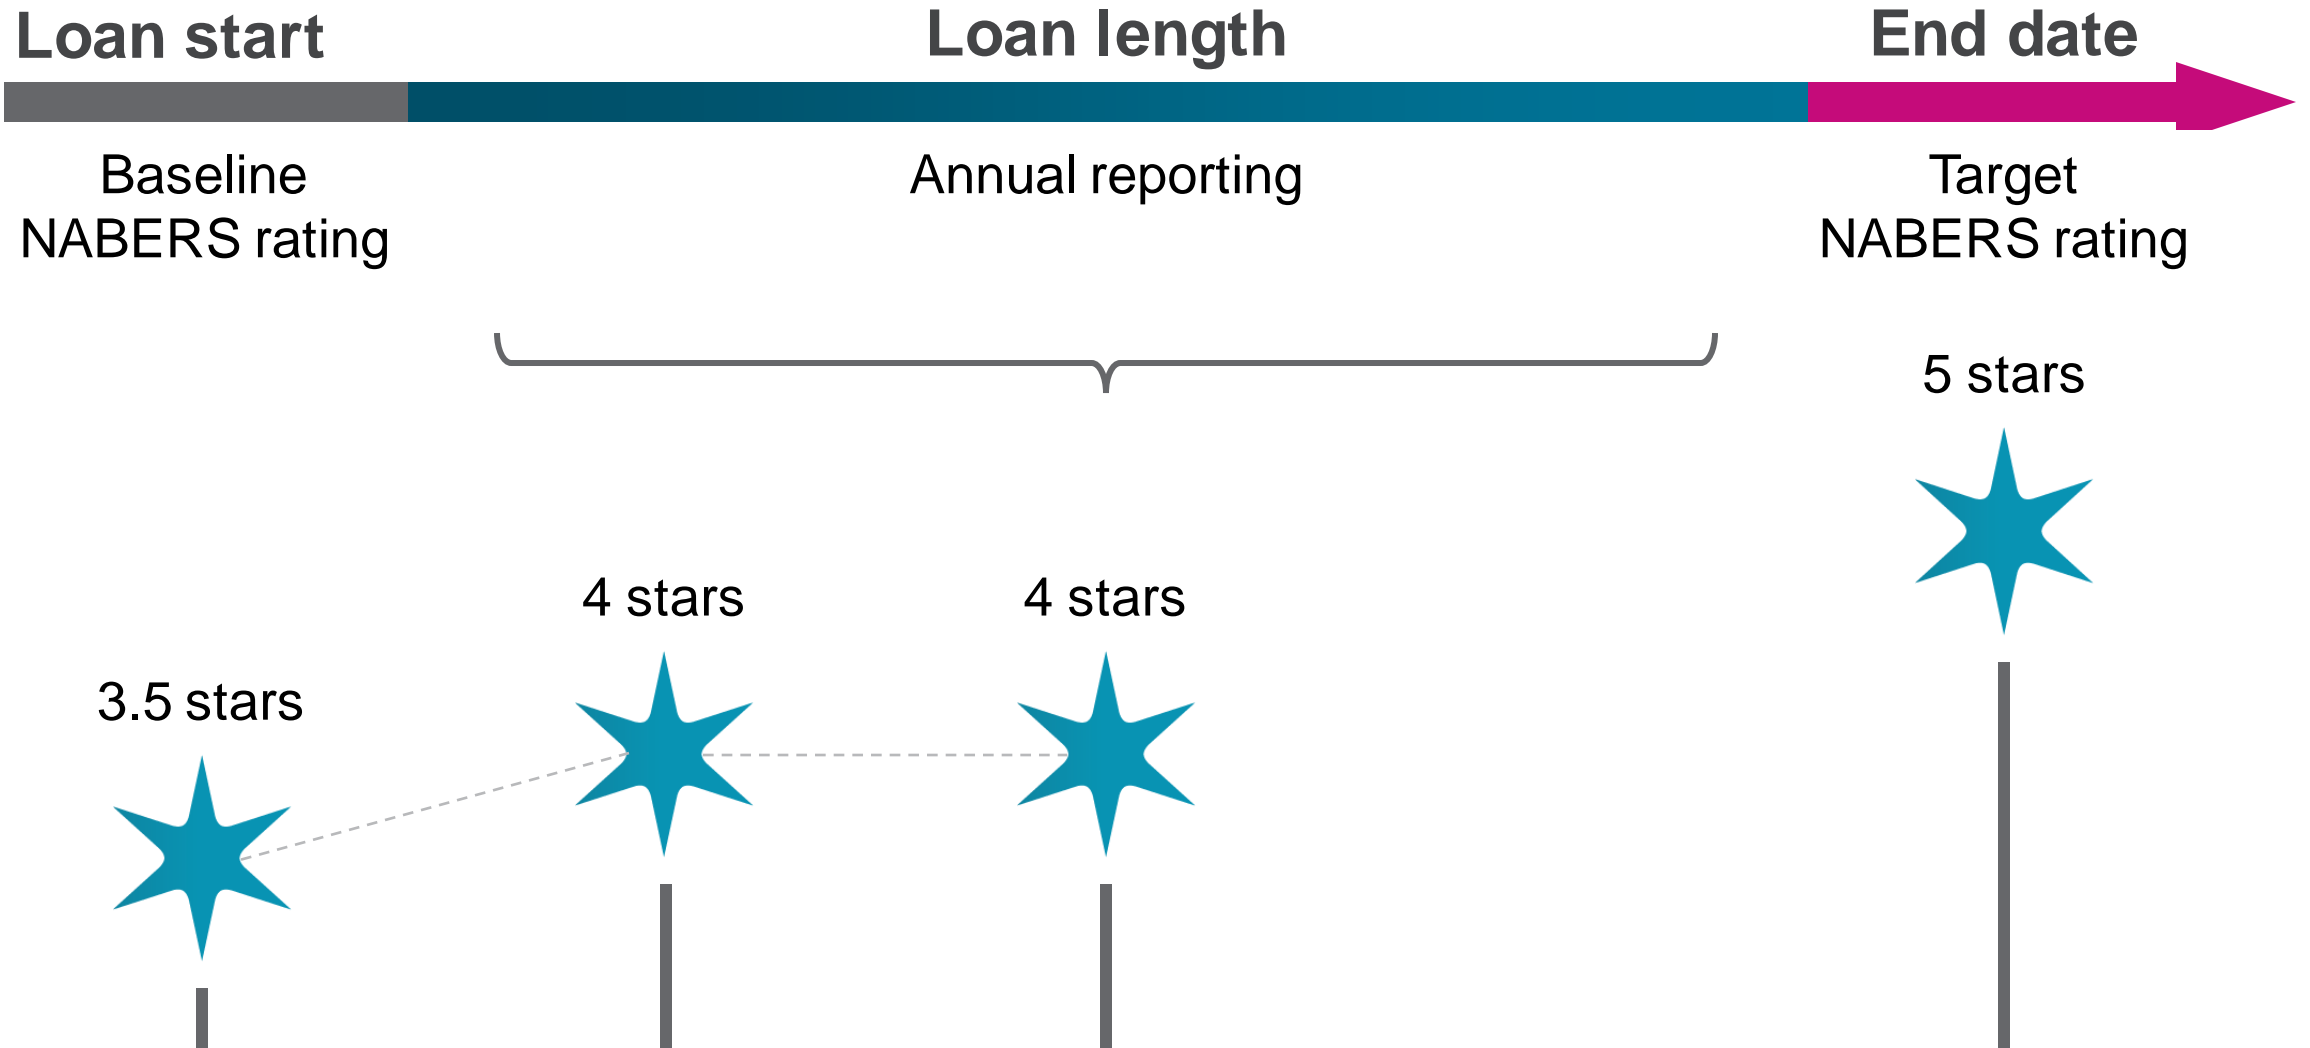 Loan start
Loan length
End date
Baseline
NABERS rating
Annual reporting
Target
NABERS rating
5 stars
4 stars
4 stars
3.5 stars